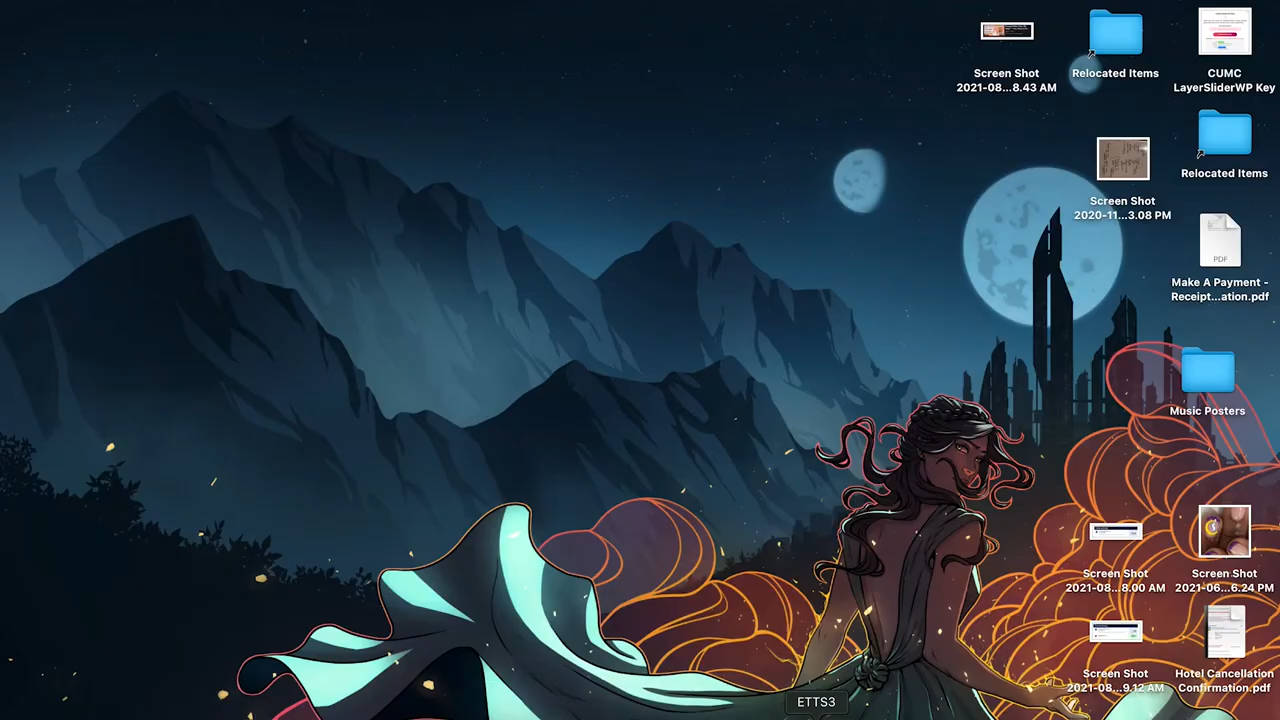 Screen Shot
2021-08...8.43 AM
Relocated Items
CUMC
LayerSliderWP Key
Screen Shot
2020-11...3.08 PM
Relocated Items
PDF
Make A Payment -
Receipt...ation.pdf
Music Posters
Screen Shot
2021-08...8.00 AM
Screen Shot
2021-06...6.24 PM
Screen Shot
2021-08...9.12 AM
Hotel Cancellation
Confirmation.pdf
ETTS3